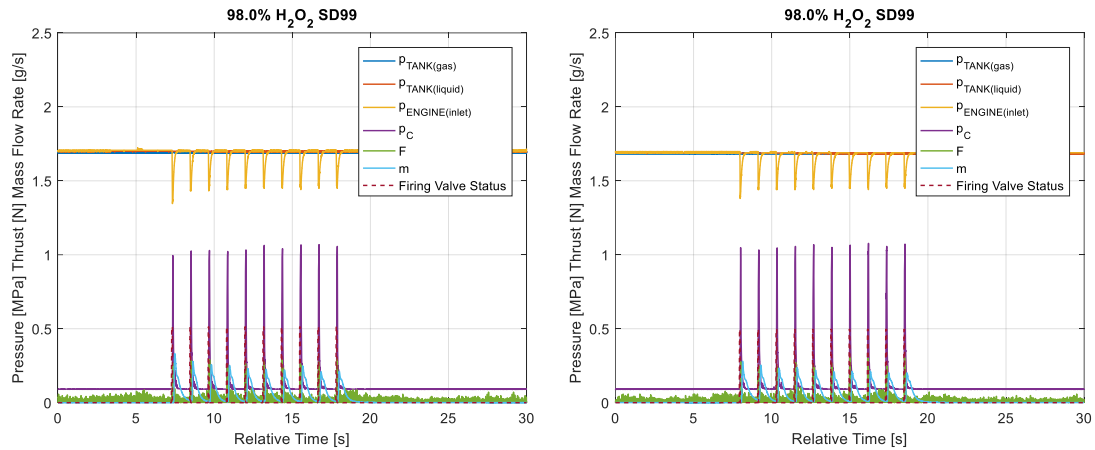 98.0% H2O2 SD99
Pressure [MPa] Thrust [N] Mass Flow Rate [g/s]
2.5
2
1.5
1
0.5
0
pTANK(gas)
pTANK(liquid)
pENGINE(inlet)
pC
F
m
Firing Valve Status
0 5 10 15 20 25 30
Relative Time [s]
98.0% H2O2 SD99
Pressure [MPa] Thrust [N] Mass Flow Rate [g/s]
2.5
2
1.5
1
0.5
0
pTANK(gas)
pTANK(liquid)
pENGINE(inlet)
pC
F
m
Firing Valve Status
0 5 10 15 20 25 30
Relative Time [s]